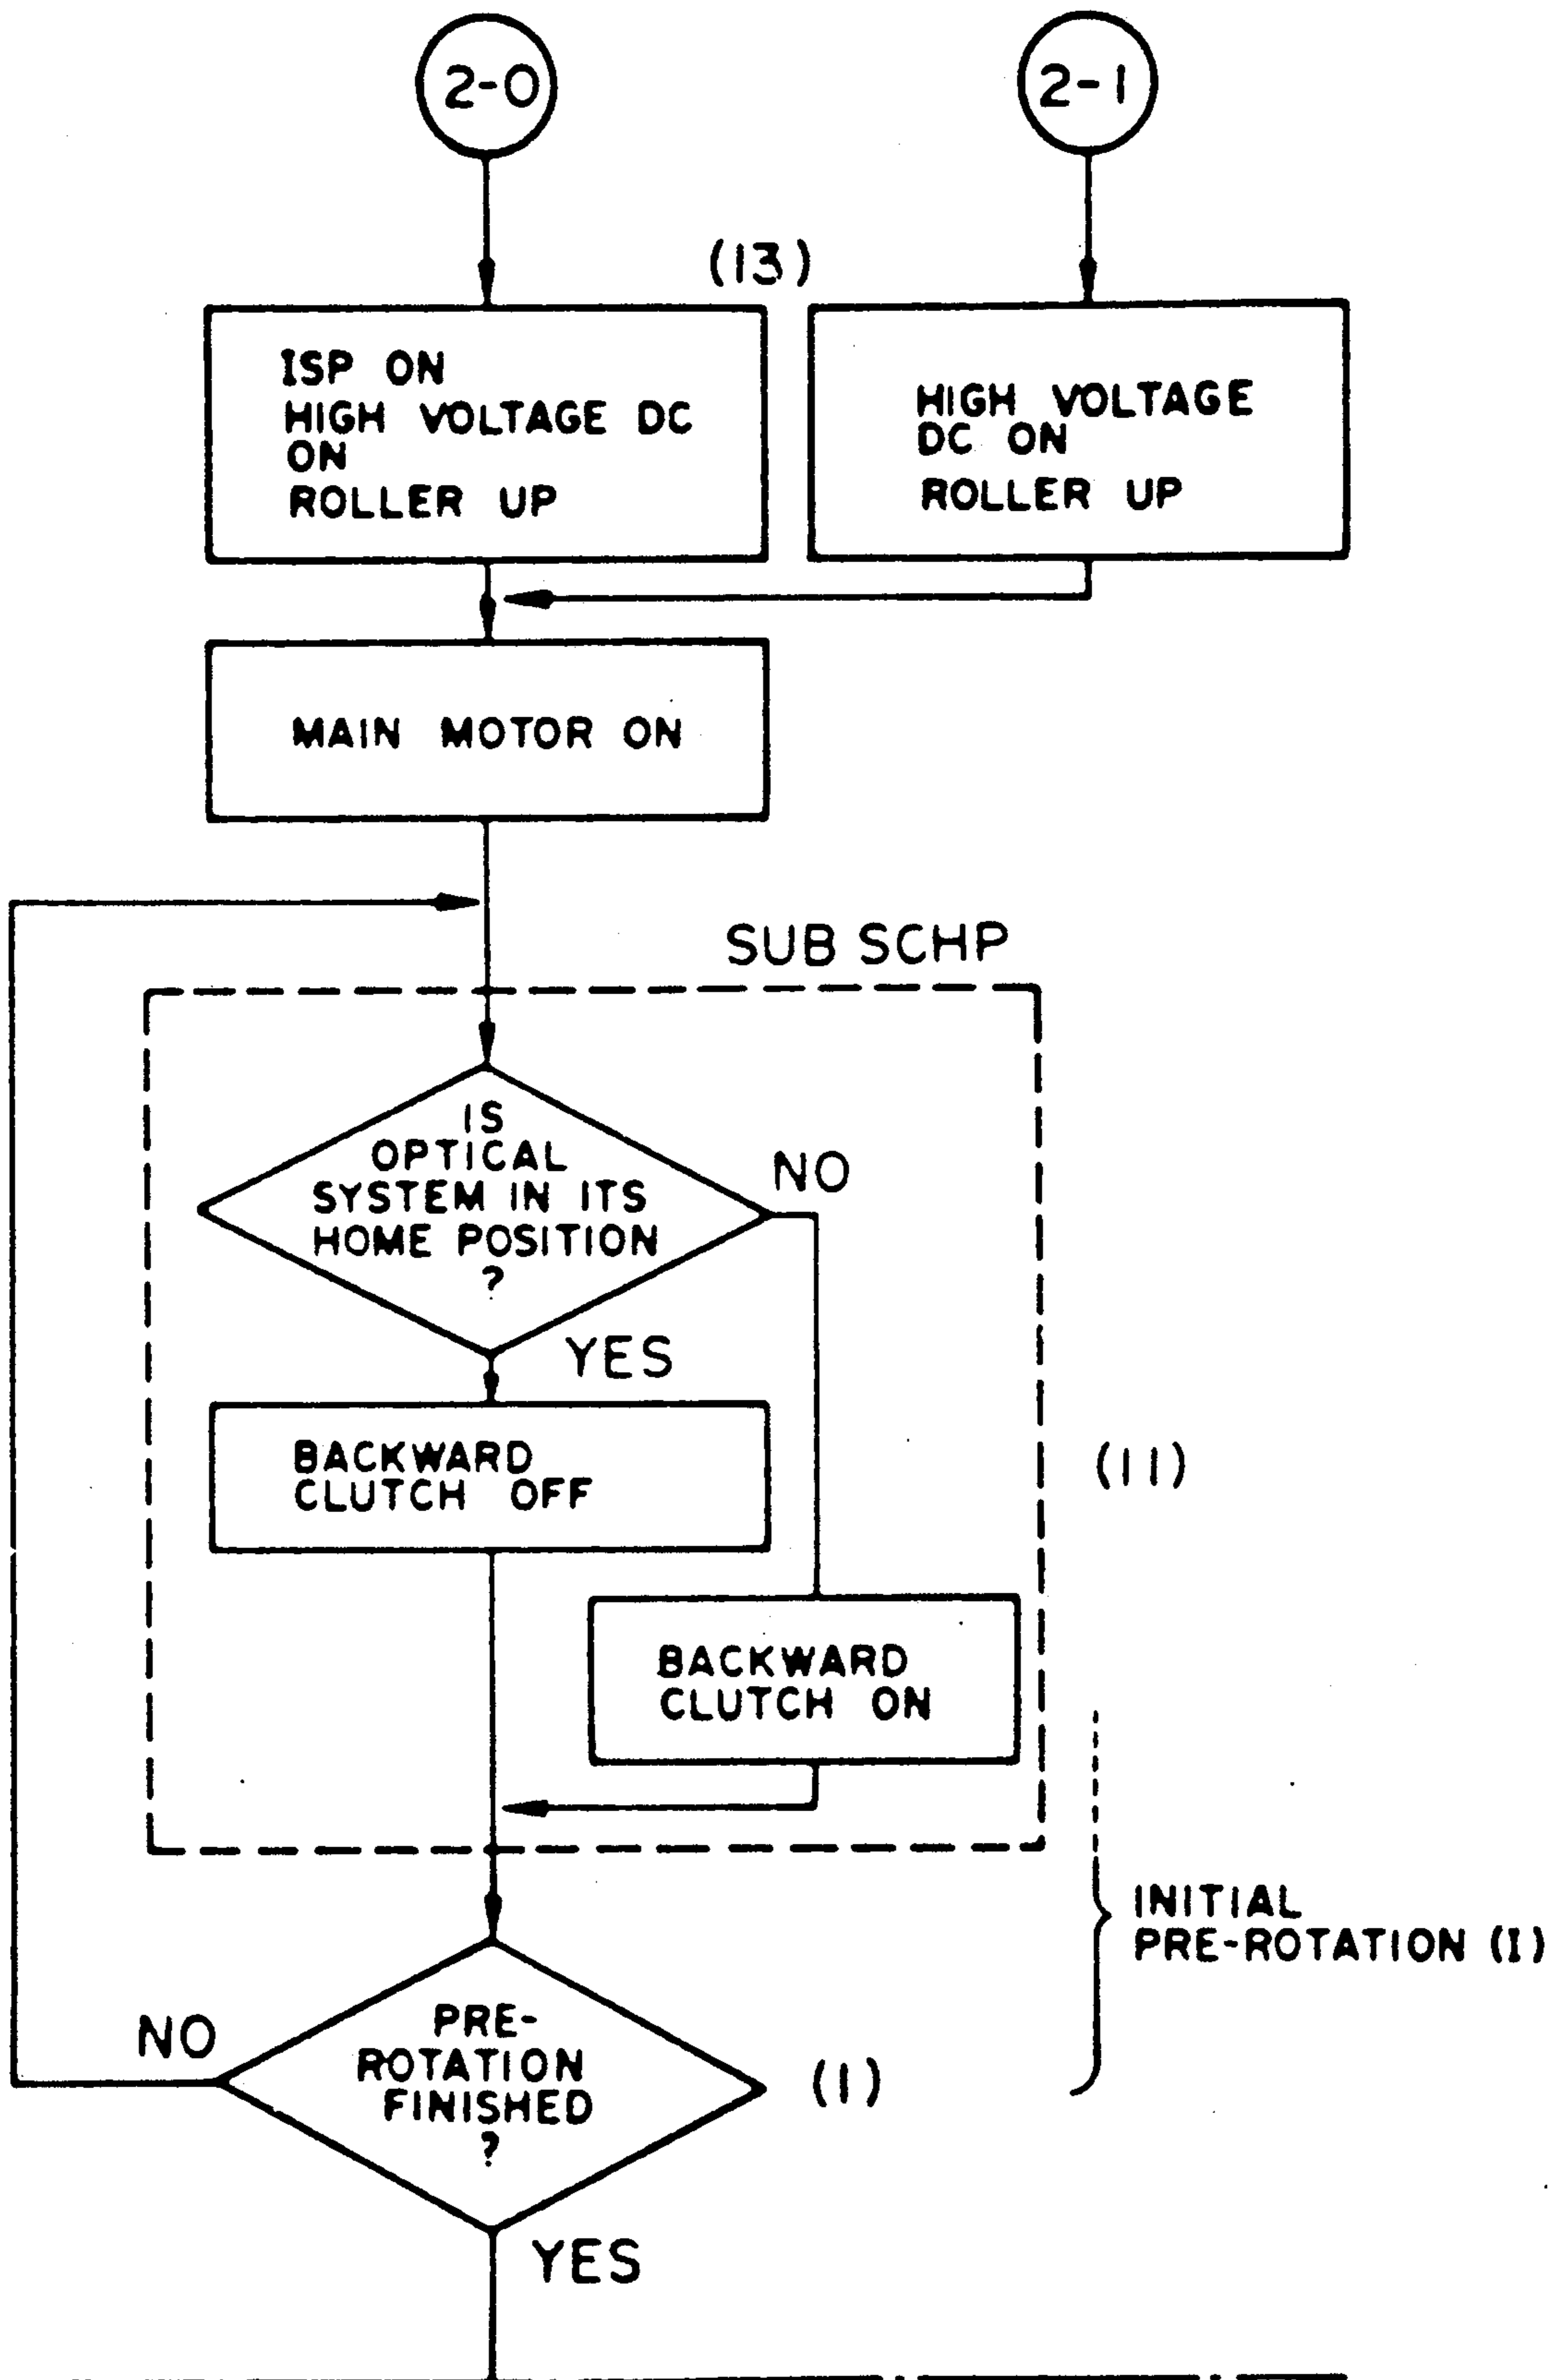 2-0
2-1
(13)
ISP ON
HIGH VOLTAGE DC
ON
ROLLER UP
HIGH VOLTAGE
DC ON
ROLLER UP
MAIN MOTOR ON
SUB SCHP
IS
OPTICAL
SYSTEM IN ITS
HOME POSITION
?
NO
YES
BACKWARD
CLUTCH OFF
(11)
BACKWARD
CLUTCH ON
INITIAL
PRE-ROTATION (I)
NO
PRE-
ROTATION
FINISHED
?
(1)
YES